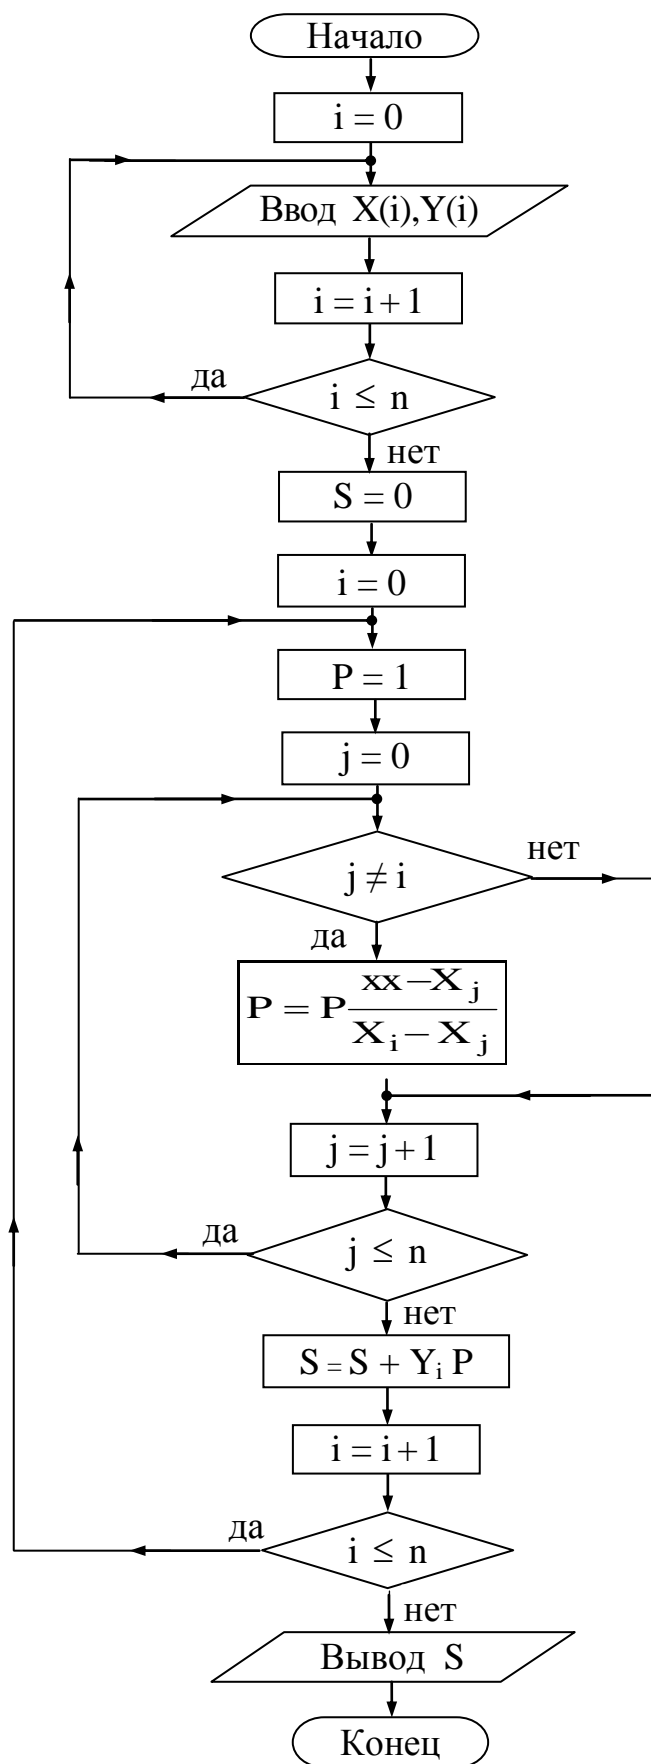 Начало
i = 0
Ввод X(i),Y(i)
i = i + 1
да
i ≤ n
нет
S = 0
i = 0
P = 1
j = 0
нет
j ≠ i
да
P = P \frac{xx - X_j}{X_i - X_j}
j = j + 1
да
j ≤ n
нет
S = S + Y_i P
i = i + 1
да
i ≤ n
нет
Вывод S
Конец